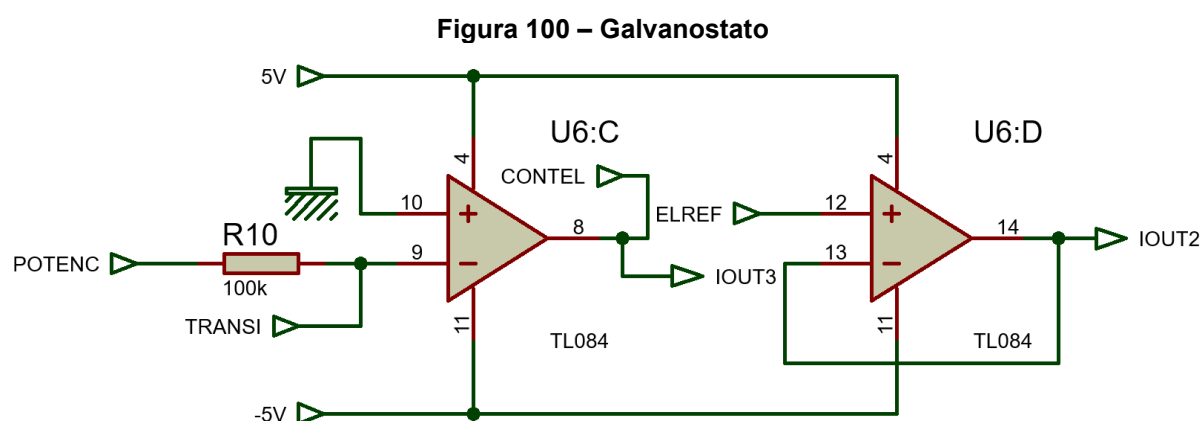 Figura 100 – Galvanostato
5V
U6:C
U6:D
4
4
CONTEL
10
ELREF
12
R10
8
14
IOUT2
POTENC
9
13
100k
IOUT3
TRANSI
11
TL084
11
TL084
-5V